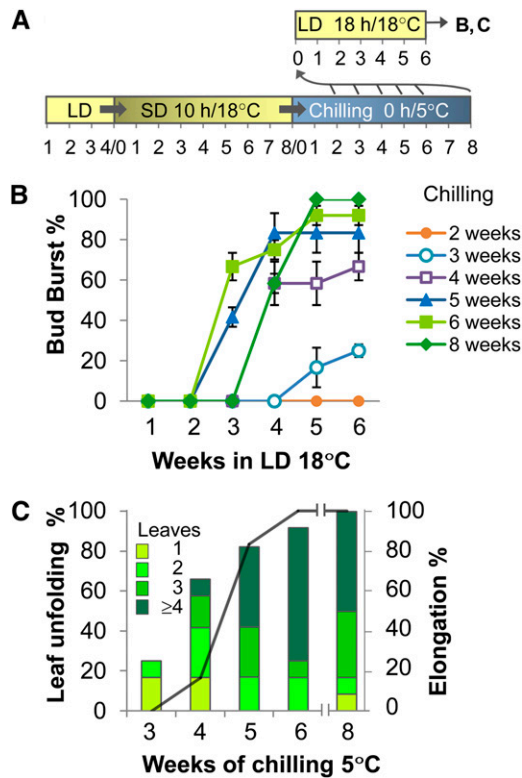 A
LD 18 h/18°C
B, C
0 1 2 3 4 5 6
LD
SD 10 h/18°C
Chilling 0 h/5°C
1 2 3 4/0 1 2 3 4 5 6 7 8/0 1 2 3 4 5 6 7 8
B
Bud Burst %
100
80
60
40
20
0
1 2 3 4 5 6
Weeks in LD 18°C
Chilling
2 weeks
3 weeks
4 weeks
5 weeks
6 weeks
8 weeks
C
Leaf unfolding %
100
80
60
40
20
0
Leaves
1
2
3
≥4
100
80
60
40
20
0
Elongation %
3 4 5 6 8
Weeks of chilling 5°C